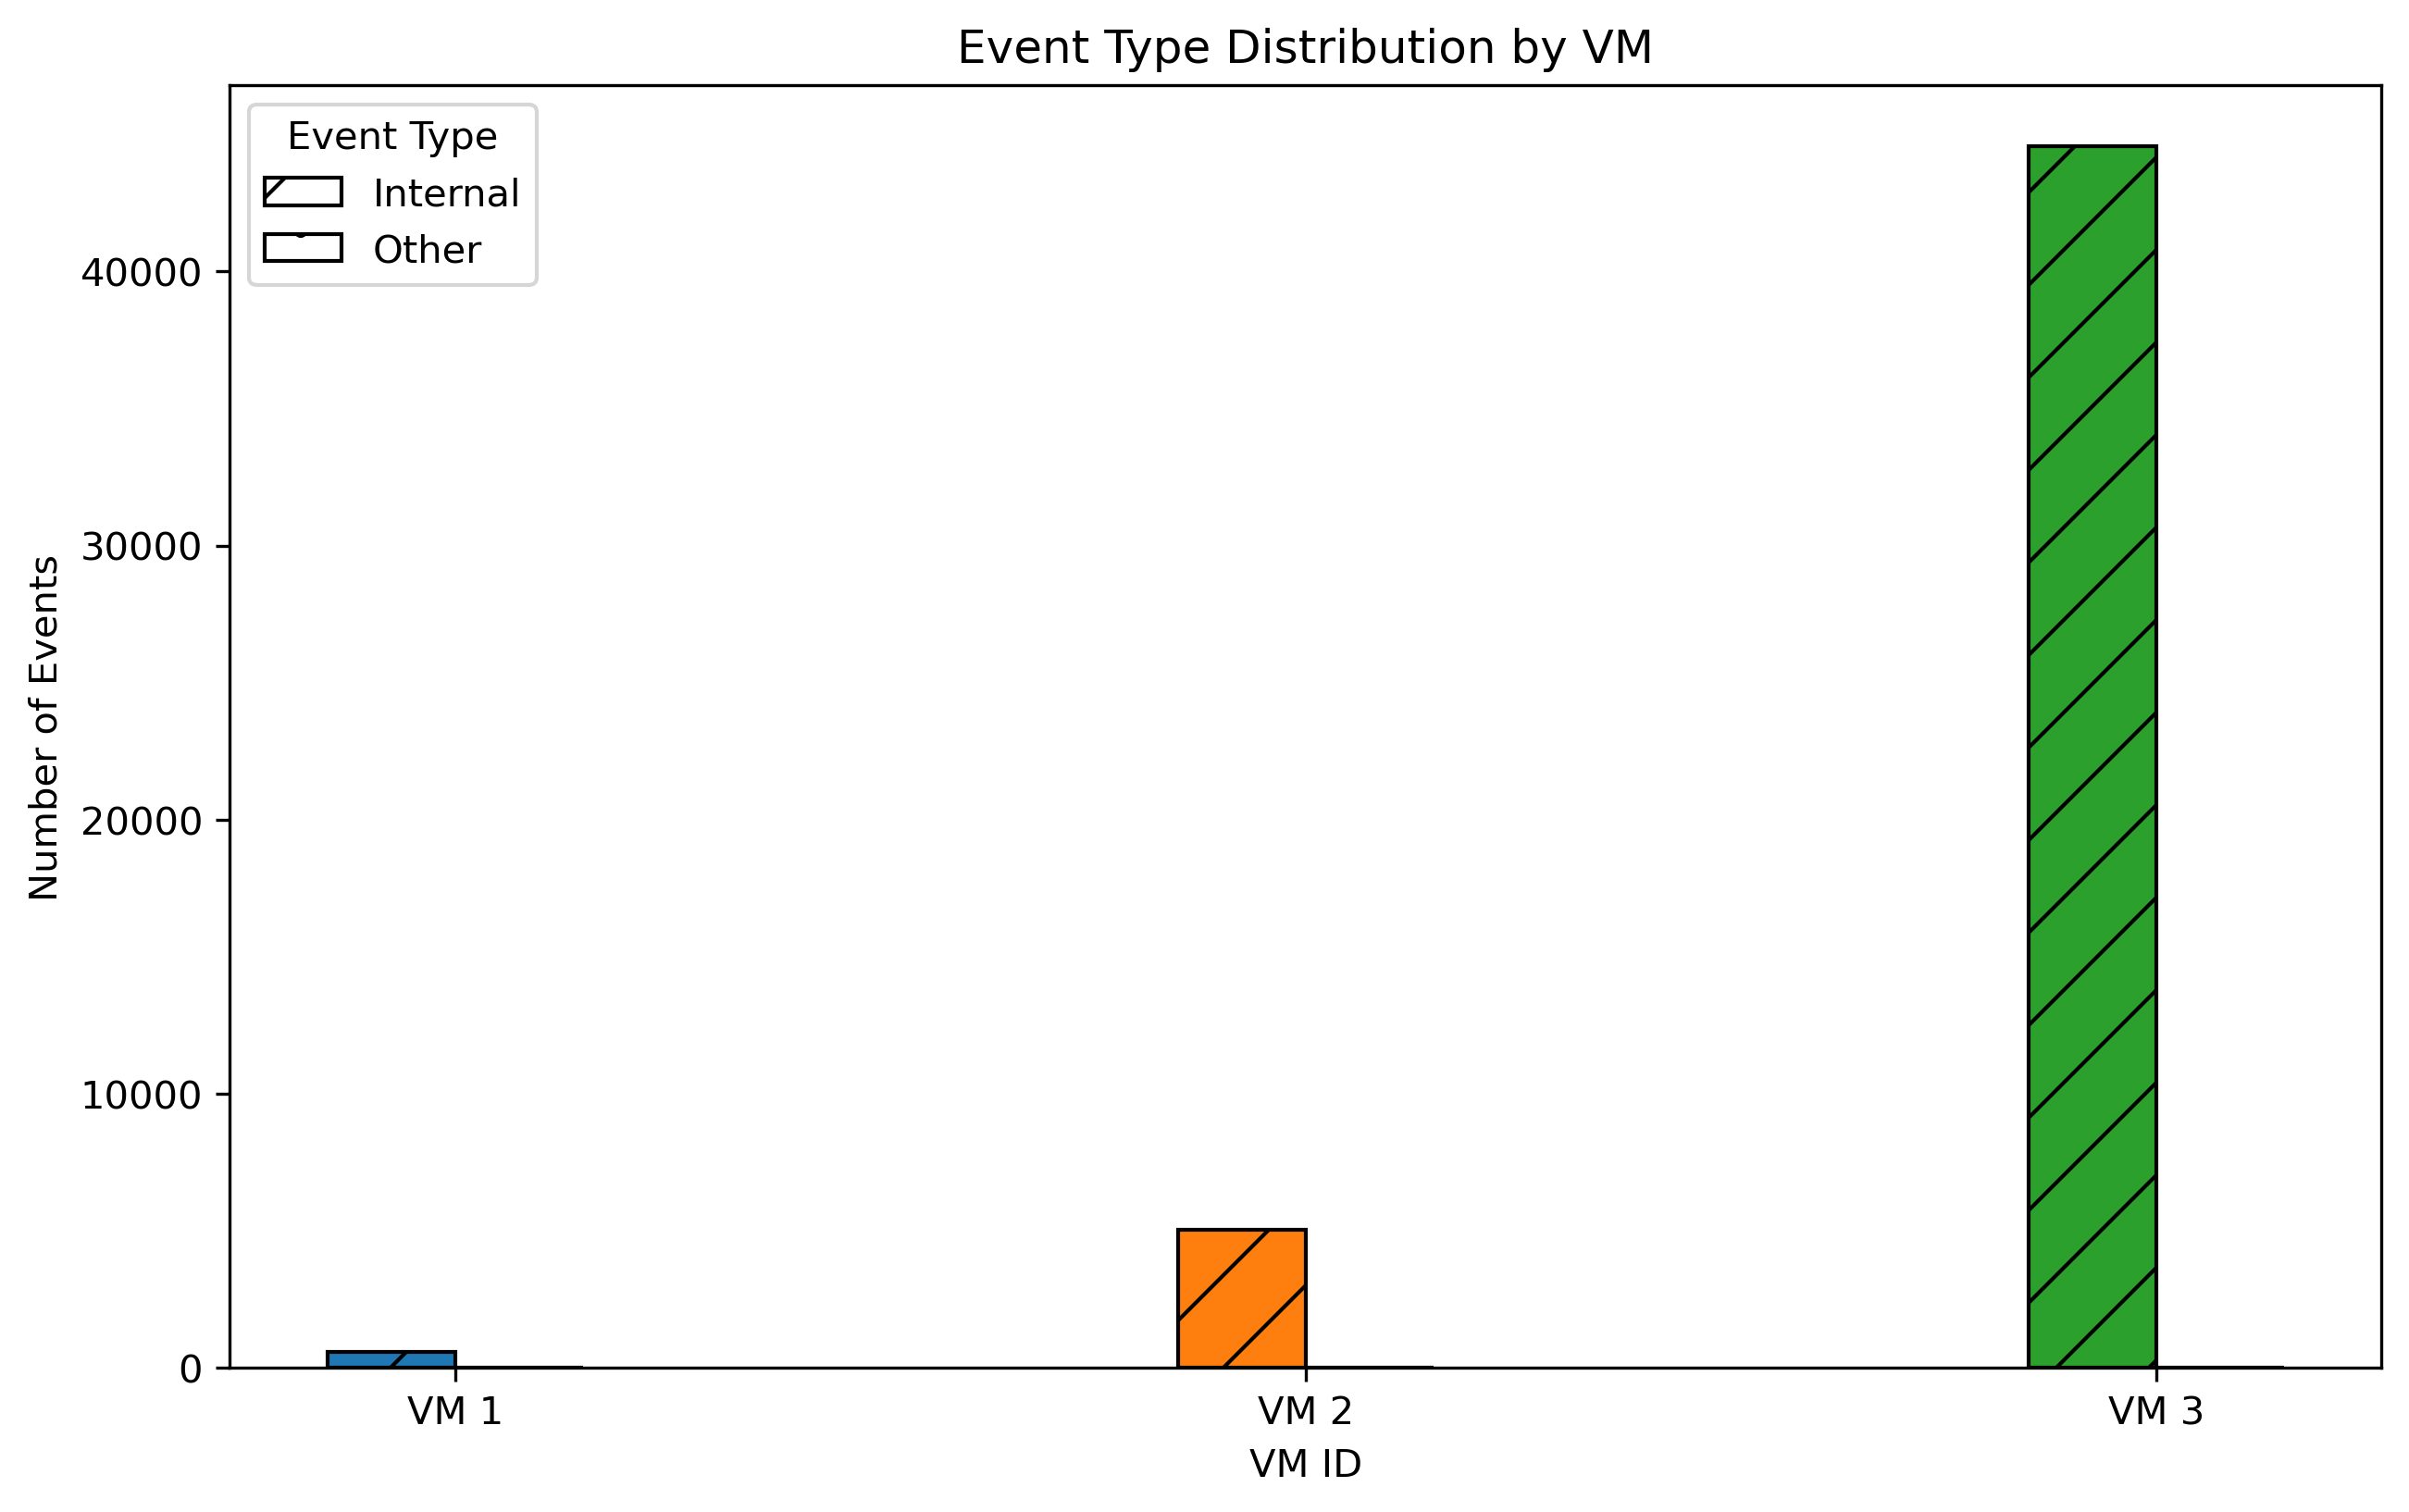 Event Type Distribution by VM
Event Type
Internal
Other
40000
30000
20000
10000
0
Number of Events
VM 1
VM 2
VM 3
VM ID